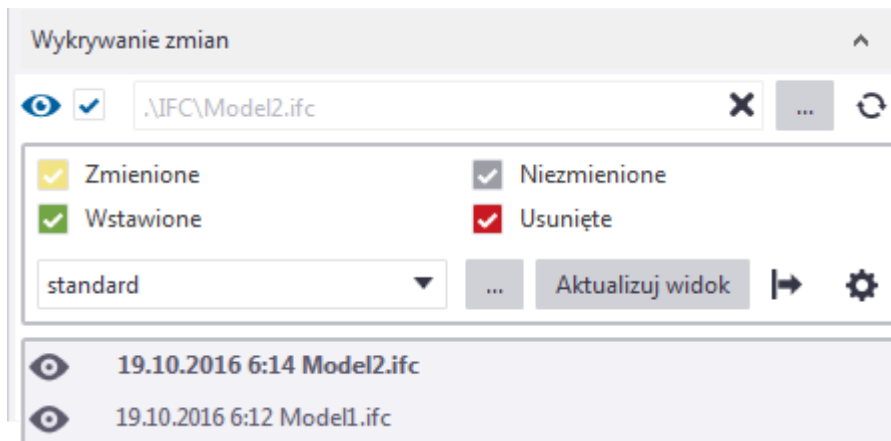 Wykrywanie zmian
.\IFC\Model2.ifc ...
Zmienione Niezmienione
Wstawione Usunięte
standard ... Aktualizuj widok
19.10.2016 6:14 Model2.ifc
19.10.2016 6:12 Model1.ifc